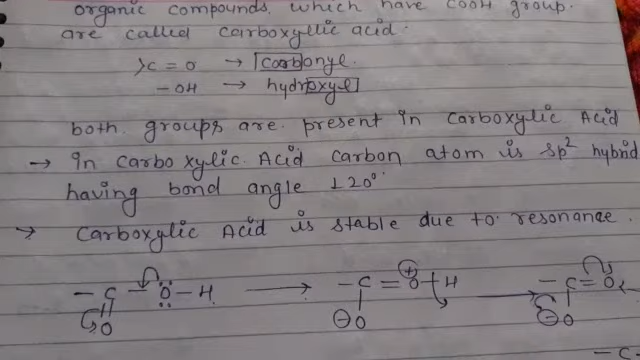 organic compounds, which have COOH group.
are called carboxyllic acid.
>C = O → carbonyl.
- OH → hydroxyl
both groups are present in Carboxylic Acid
→ In carboxylic Acid carbon atom is sp² hybrid
having bond angle 120°.
→ Carboxylic Acid is stable due to resonance.
- C - O - H → - C = O + H → - C = O
O ⊖ O ⊖ O
- C